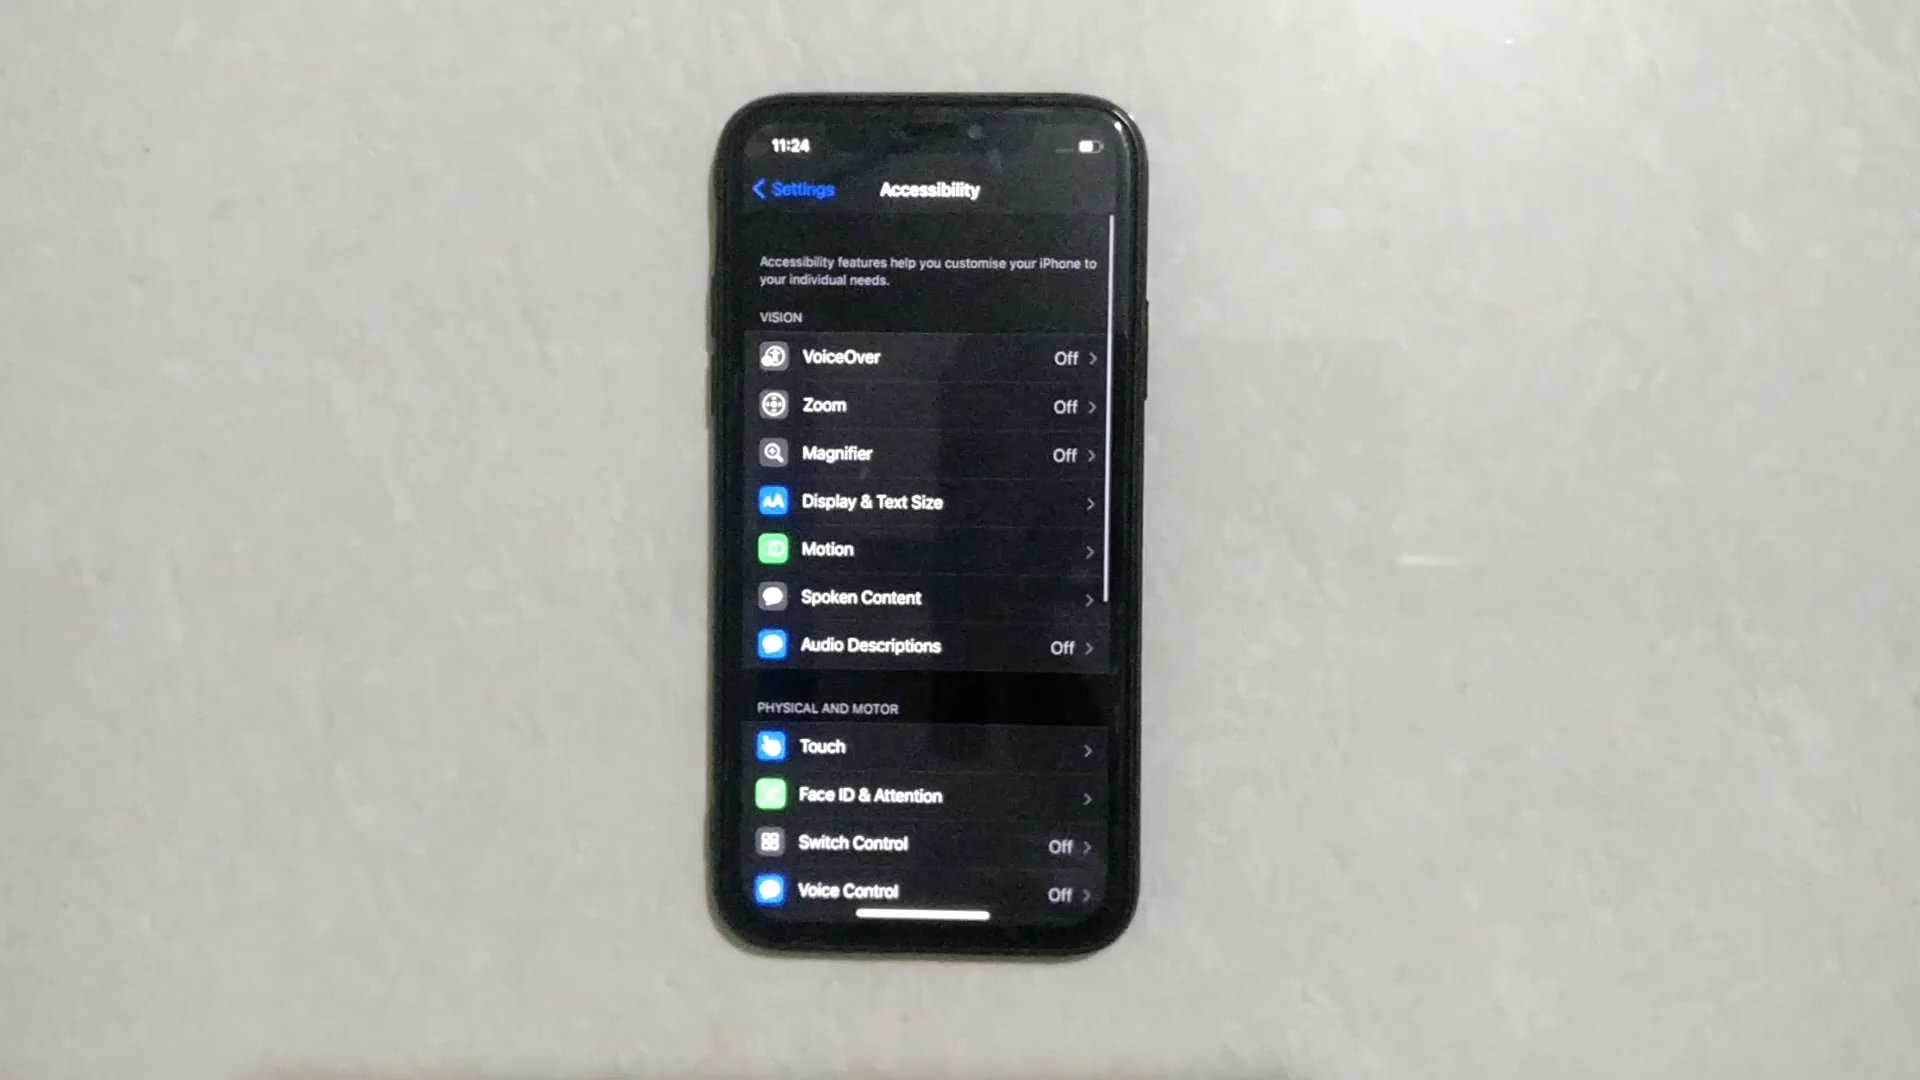 11:24
Settings
Accessibility
Accessibility features help you customise your iPhone to
your individual needs.
VISION
VoiceOver Off
Zoom Off
Magnifier Off
AA Display & Text Size
Motion
Spoken Content
Audio Descriptions Off
PHYSICAL AND MOTOR
Touch
Face ID & Attention
Switch Control Off
Voice Control Off